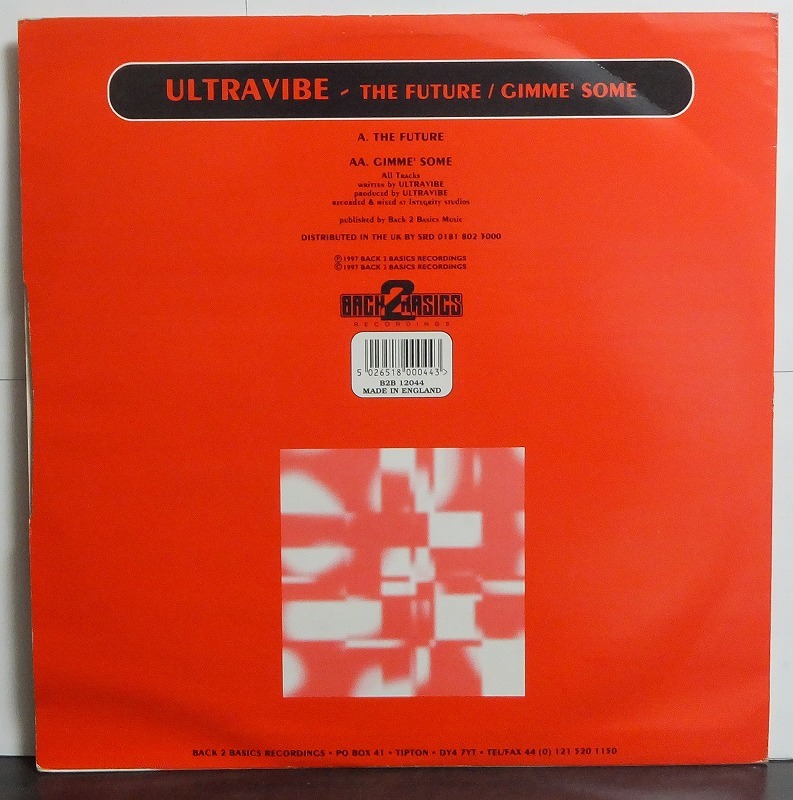 ULTRAVIBE - THE FUTURE / GIMME' SOME
A. THE FUTURE
AA. GIMME' SOME
All Tracks
written by ULTRAVIBE
produced by ULTRAVIBE
recorded & mixed at Integrity studios
published by Back 2 Basics Music
DISTRIBUTED IN THE UK BY SRD 0181 802 3000
℗ 1997 BACK 2 BASICS RECORDINGS
© 1997 BACK 2 BASICS RECORDINGS
BACK 2 BASICS
RECORDINGS
5 026518 000443 >
B2B 12044
MADE IN ENGLAND
BACK 2 BASICS RECORDINGS • PO BOX 41 • TIPTON • DY4 7YT • TEL/FAX 44 (0) 121 520 1150